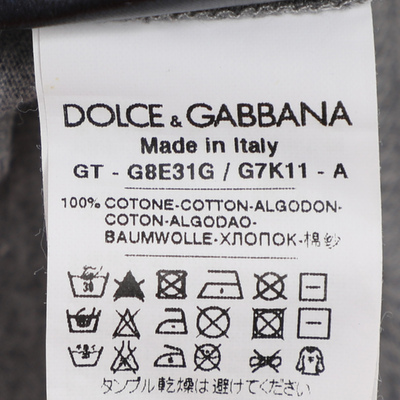 DOLCE & GABBANA
Made in Italy
GT - G8E31G / G7K11 - A
100% COTONE-COTTON-ALGODON-
COTON-ALGODAO-
BAUMWOLLE-ХЛОПОК-棉纱
30
タンブル乾燥は避けてください